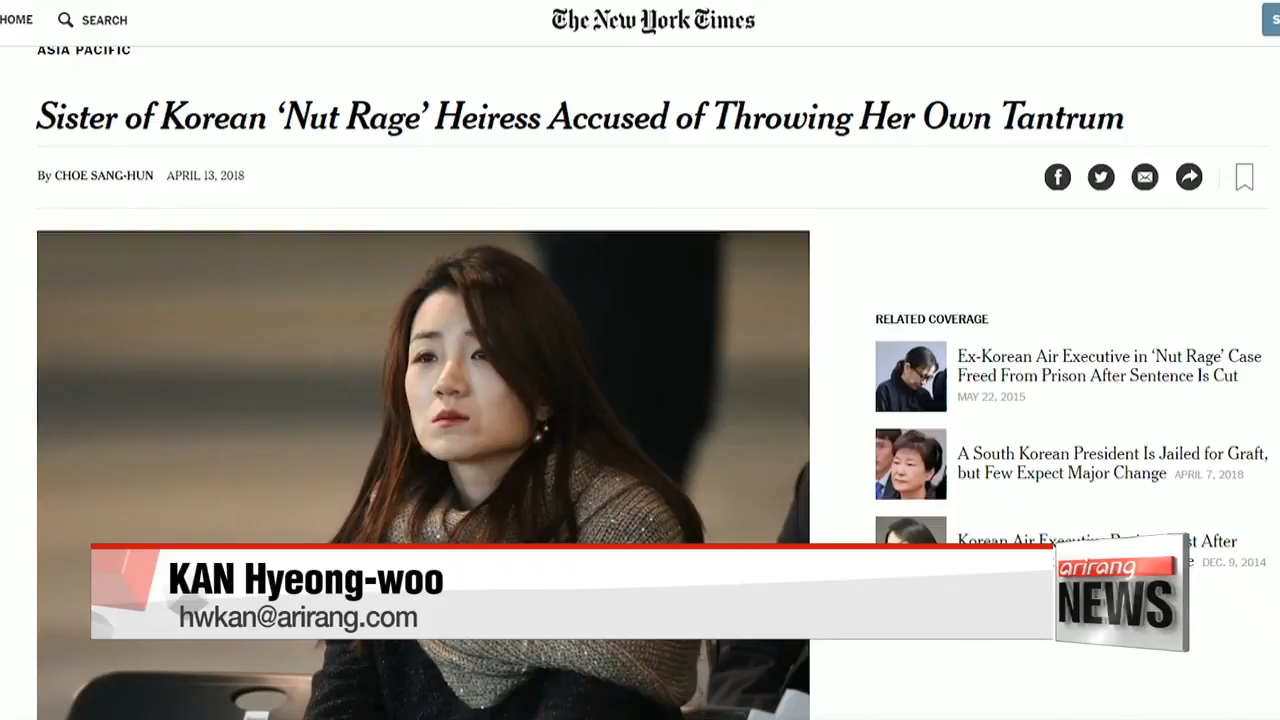 HOME
SEARCH
The New York Times
ASIA PACIFIC
Sister of Korean ‘Nut Rage’ Heiress Accused of Throwing Her Own Tantrum
By CHOE SANG-HUN APRIL 13, 2018
RELATED COVERAGE
Ex-Korean Air Executive in ‘Nut Rage’ Case
Freed From Prison After Sentence Is Cut
MAY 22, 2015
A South Korean President Is Jailed for Graft,
but Few Expect Major Change APRIL 7, 2018
Korean Air After
DEC. 9, 2014
KAN Hyeong-woo
hwkan@arirang.com
arirang
NEWS